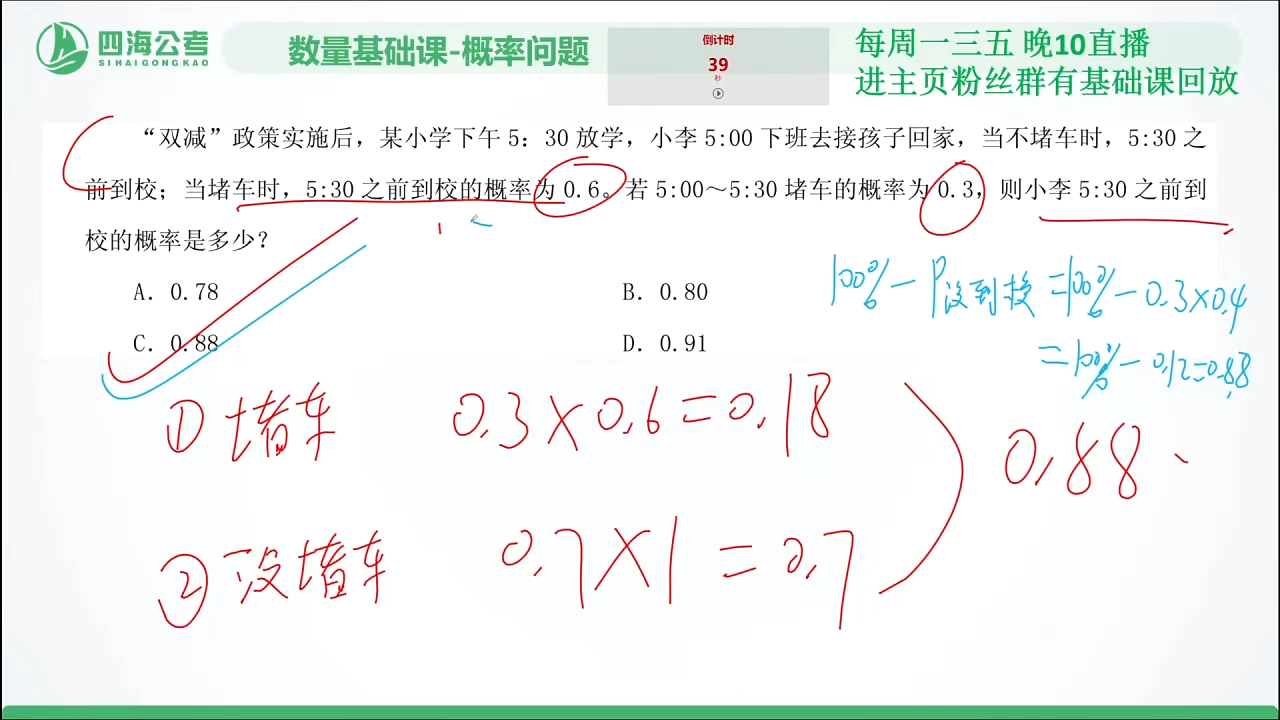 四海公考
SIHAIGONGKAO
数量基础课-概率问题
倒计时
39
秒
每周一三五 晚10直播
进主页粉丝群有基础课回放
“双减”政策实施后，某小学下午 5：30 放学，小李 5:00 下班去接孩子回家，当不堵车时，5:30 之
前到校；当堵车时，5:30 之前到校的概率为 0.6。若 5:00～5:30 堵车的概率为 0.3，则小李 5:30 之前到
校的概率是多少？
A. 0.78
B. 0.80
C. 0.88
D. 0.91
100% - P没到校 = 100% - 0.3×0.4
= 100% - 0.12=0.88
① 堵车 0.3×0.6=0.18
0.88
② 没堵车 0.7×1=0.7